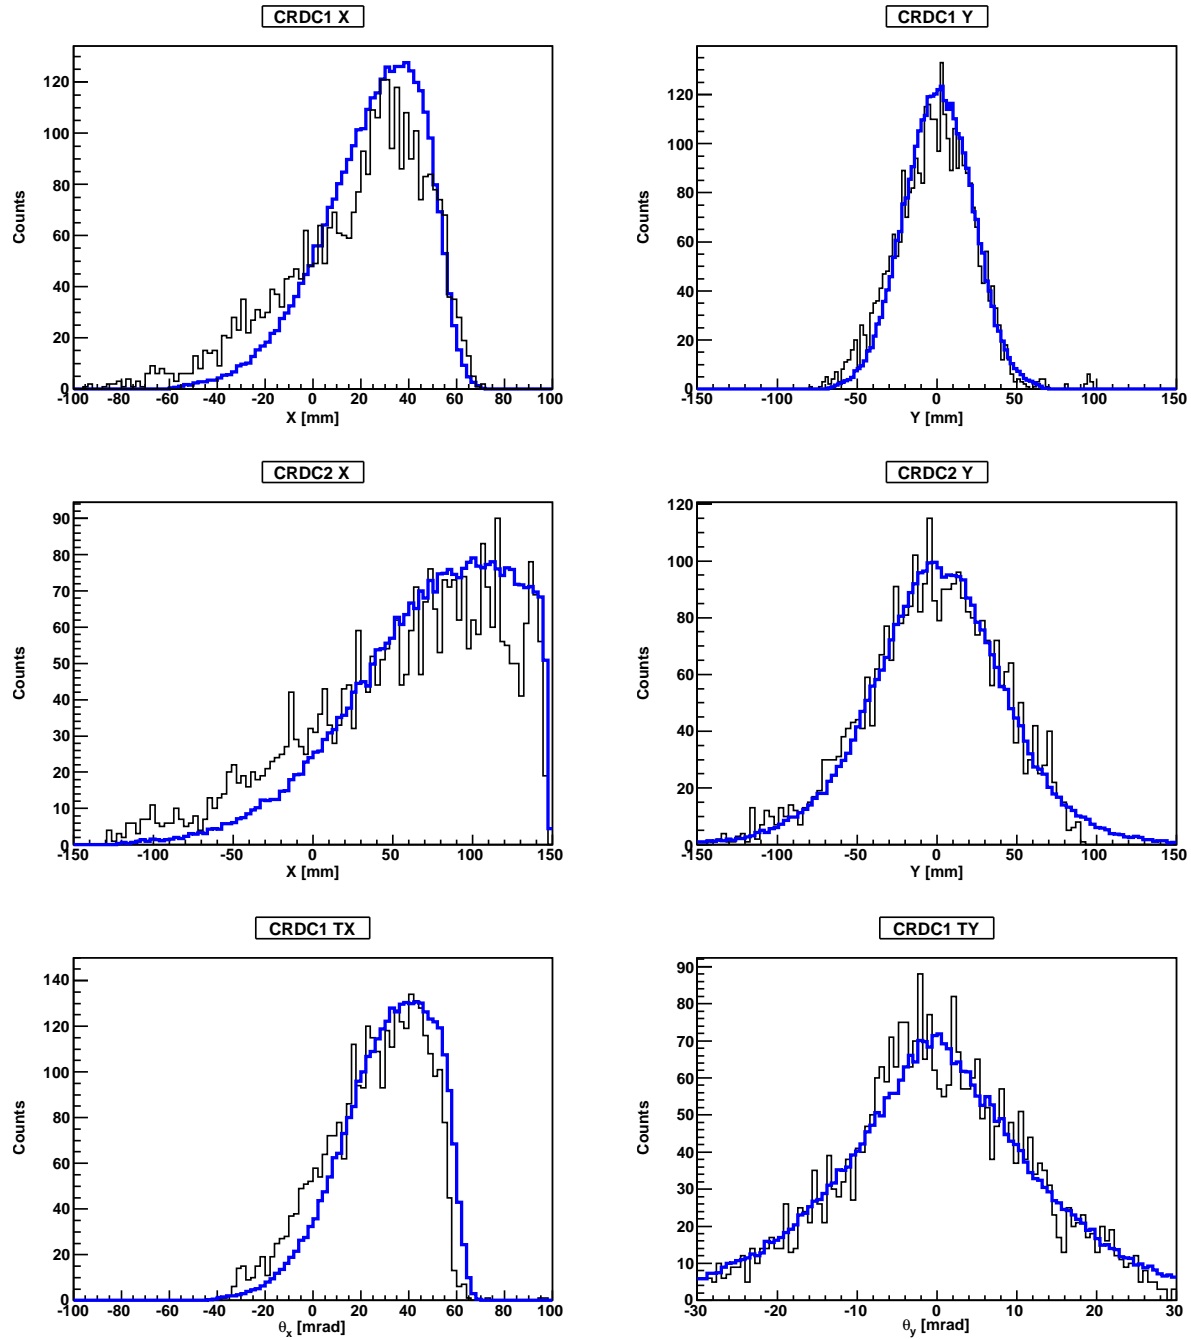 CRDC1 X
120
100
80
60
40
20
0
-100 -80 -60 -40 -20 0 20 40 60 80 100
Counts
X [mm]
CRDC1 Y
120
100
80
60
40
20
0
-150 -100 -50 0 50 100 150
Counts
Y [mm]
CRDC2 X
90
80
70
60
50
40
30
20
10
0
-150 -100 -50 0 50 100 150
Counts
X [mm]
CRDC2 Y
120
100
80
60
40
20
0
-150 -100 -50 0 50 100 150
Counts
Y [mm]
CRDC1 TX
140
120
100
80
60
40
20
0
-100 -80 -60 -40 -20 0 20 40 60 80 100
Counts
θx [mrad]
CRDC1 TY
90
80
70
60
50
40
30
20
10
0
-30 -20 -10 0 10 20 30
Counts
θy [mrad]